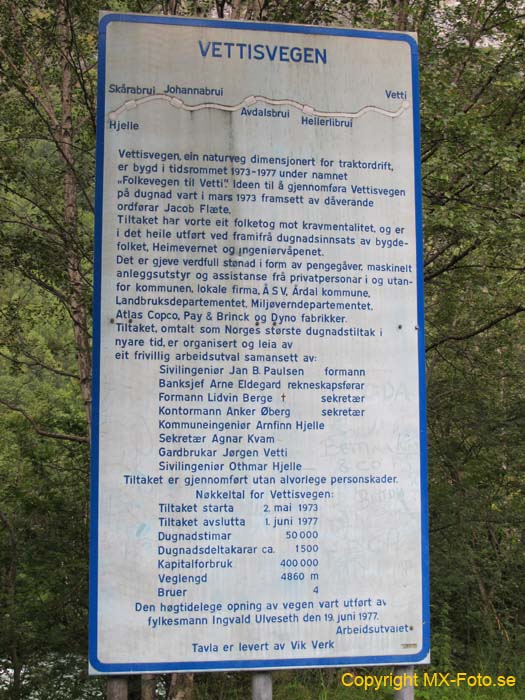 VETTISVEGEN
Skårabrui Johannabrui Vetti
Avdalsbrui
Hjelle Hellerlibrui
Vettisvegen, ein naturveg dimensjonert for traktordrift,
er bygd i tidsrommet 1973-1977 under namnet
„Folkevegen til Vetti". Ideen til å gjennomføra Vettisvegen
på dugnad vart i mars 1973 framsett av dåverande
ordførar Jacob Flæte.
Tiltaket har vorte eit folketog mot kravmentalitet, og er
i det heile utført ved framifrå dugnadsinnsats av bygde-
folket, Heimevernet og ingeniørvåpenet.
Det er gjeve verdfull stønad i form av pengegåver, maskinelt
anleggsutstyr og assistanse frå privatpersonar i og utan-
for kommunen, lokale firma, Å S V, Årdal kommune,
Landbruksdepartementet, Miljøverndepartementet,
Atlas Copco, Pay & Brinck og Dyno fabrikker.
Tiltaket, omtalt som Norges største dugnadstiltak i
nyare tid, er organisert og leia av
eit frivillig arbeidsutval samansett av:
Sivilingeniør Jan B. Paulsen formann
Banksjef Arne Eldegard rekneskapsførar
Formann Lidvin Berge † sekretær
Kontormann Anker Øberg sekretær
Kommuneingeniør Arnfinn Hjelle
Sekretær Agnar Kvam
Gardbrukar Jørgen Vetti
Sivilingeniør Othmar Hjelle
Tiltaket er gjennomført utan alvorlege personskader.
Nøkkeltal for Vettisvegen:
Tiltaket starta 2. mai 1973
Tiltaket avslutta 1. juni 1977
Dugnadstimar 50 000
Dugnadsdeltakarar ca. 1500
Kapitalforbruk 400 000
Veglengd 4860 m
Bruer 4
Den høgtidelege opning av vegen vart utført av
fylkesmann Ingvald Ulveseth den 19. juni 1977.
Arbeidsutvalet
Tavla er levert av Vik Verk
Copyright MX-Foto.se